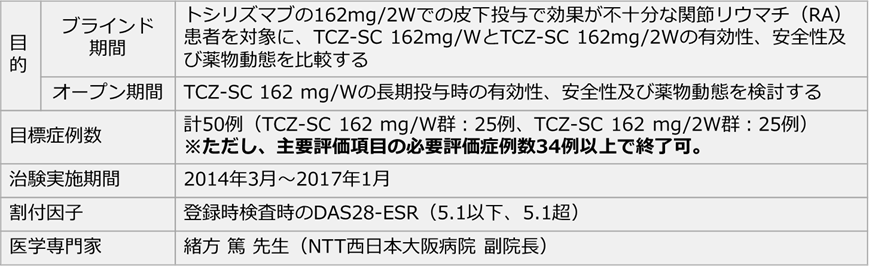 目的
ブラインド
期間
トシリズマブの162mg/2Wでの皮下投与で効果が不十分な関節リウマチ（RA）
患者を対象に、TCZ-SC 162mg/WとTCZ-SC 162mg/2Wの有効性、安全性及
び薬物動態を比較する
オープン期間
TCZ-SC 162 mg/Wの長期投与時の有効性、安全性及び薬物動態を検討する
目標症例数
計50例（TCZ-SC 162 mg/W群：25例、TCZ-SC 162 mg/2W群：25例）
※ただし、主要評価項目の必要評価症例数34例以上で終了可。
治験実施期間
2014年3月～2017年1月
割付因子
登録時検査時のDAS28-ESR（5.1以下、5.1超）
医学専門家
緒方 篤 先生（NTT西日本大阪病院 副院長）